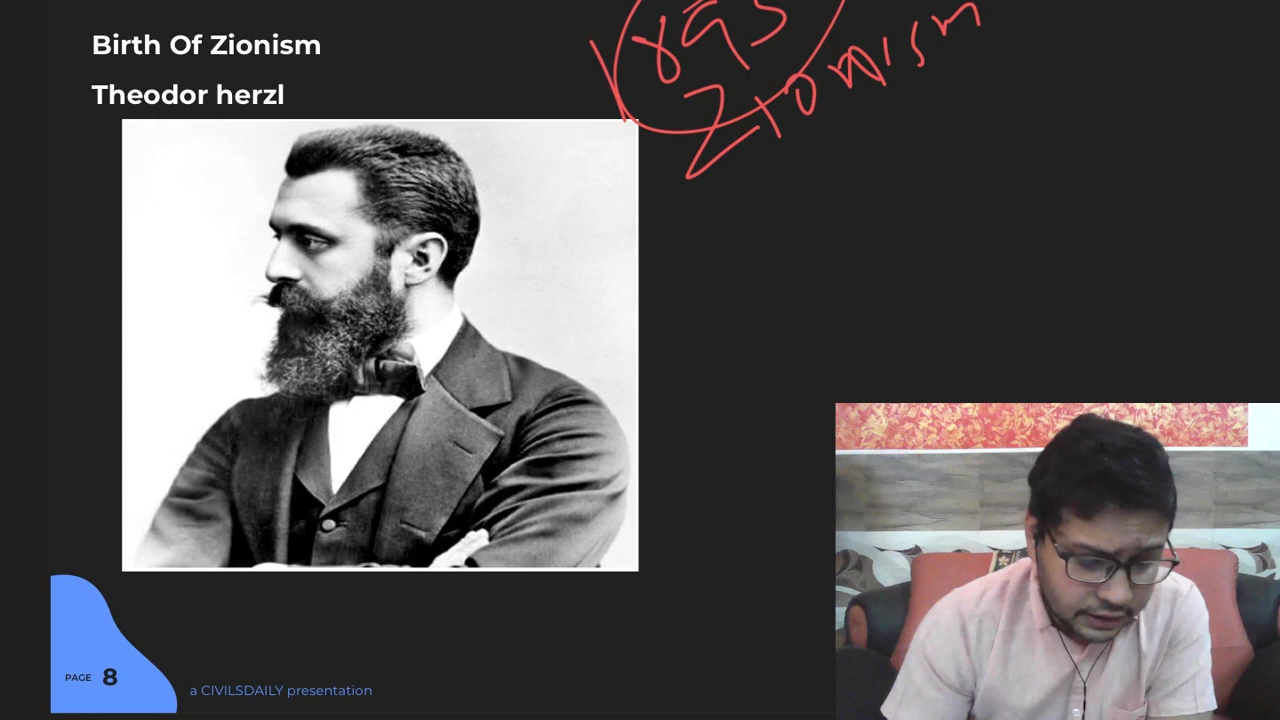 Birth Of Zionism
Theodor herzl
1895
Zionism
PAGE 8
a CIVILSDAILY presentation